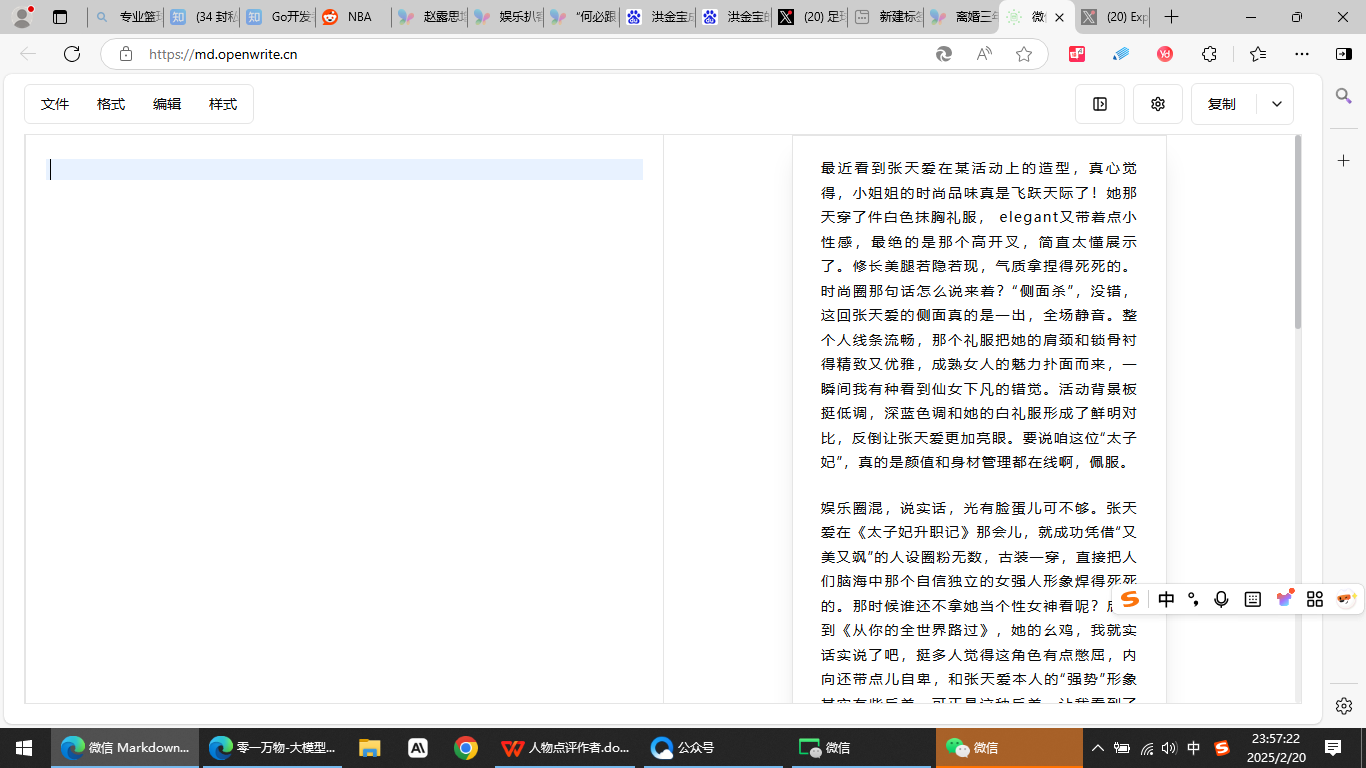 专业篮球
(34 封私
Go开发
NBA
赵露思
娱乐扒
“何必跟
洪金宝
洪金宝
(20) 足球
新建标签
离婚三年
微信
(20) Exp
https://md.openwrite.cn
文件
格式
编辑
样式
复制
最近看到张天爱在某活动上的造型，真心觉
得，小姐姐的时尚品味真是飞跃天际了！她那
天穿了件白色抹胸礼服， elegant又带着点小
性感，最绝的是那个高开叉，简直太懂展示
了。修长美腿若隐若现，气质拿捏得死死的。
时尚圈那句话怎么说来着？“侧面杀”，没错，
这回张天爱的侧面真的是一出，全场静音。整
个人线条流畅，那个礼服把她的肩颈和锁骨衬
得精致又优雅，成熟女人的魅力扑面而来，一
瞬间我有种看到仙女下凡的错觉。活动背景板
挺低调，深蓝色调和她的白礼服形成了鲜明对
比，反倒让张天爱更加亮眼。要说咱这位“太子
妃”，真的是颜值和身材管理都在线啊，佩服。
娱乐圈混，说实话，光有脸蛋儿可不够。张天
爱在《太子妃升职记》那会儿，就成功凭借“又
美又飒”的人设圈粉无数，古装一穿，直接把人
们脑海中那个自信独立的女强人形象焊得死死
的。那时候谁还不拿她当个性女神看呢？后
到《从你的全世界路过》，她的幺鸡，我就实
话实说了吧，挺多人觉得这角色有点憋屈，内
向还带点儿自卑，和张天爱本人的“强势”形象
其实有些反差。可正是这种反差，让我看到了
中
微信 Markdown...
零一万物-大模型...
人物点评作者.do...
公众号
微信
微信
中
23:57:22
2025/2/20